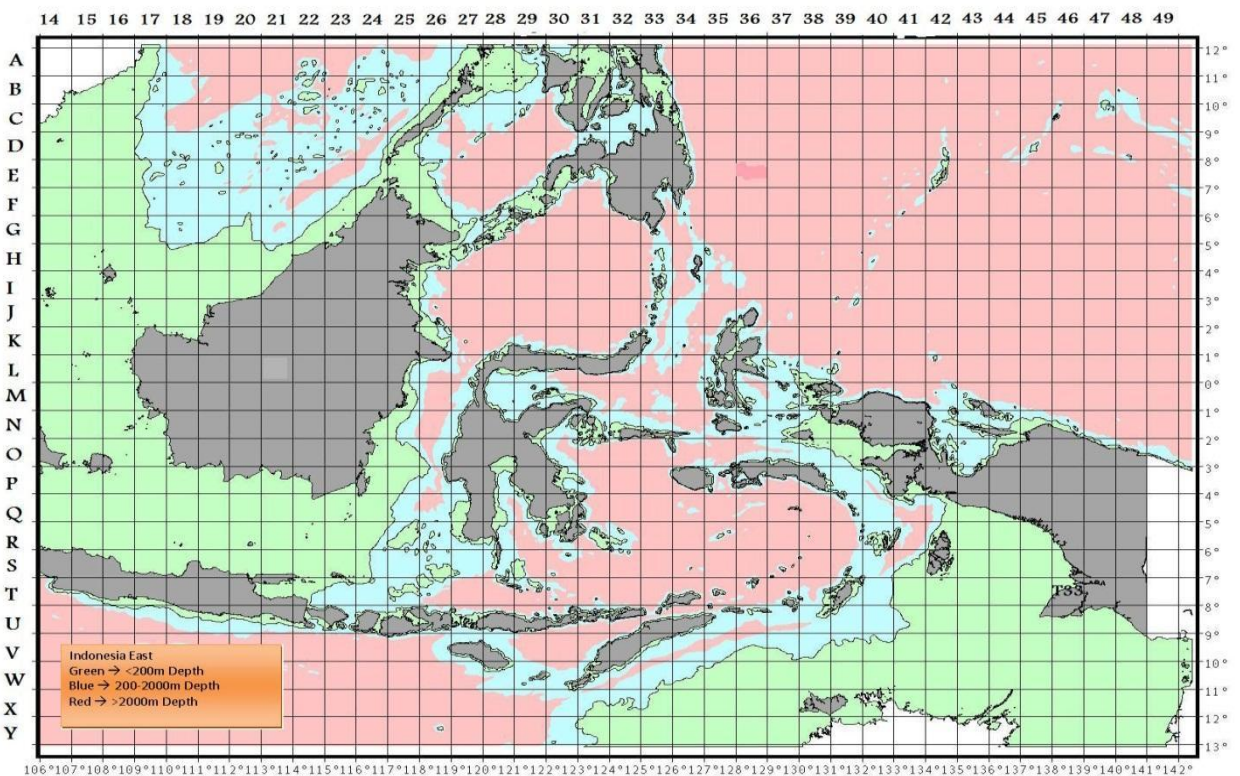 14 15 16 17 18 19 20 21 22 23 24 25 26 27 28 29 30 31 32 33 34 35 36 37 38 39 40 41 42 43 44 45 46 47 48 49
A
B
C
D
E
F
G
H
I
J
K
L
M
N
O
P
Q
R
S
T
U
V
W
X
Y
12°
11°
10°
9°
8°
7°
6°
5°
4°
3°
2°
1°
0°
1°
2°
3°
4°
5°
6°
7°
8°
9°
10°
11°
12°
13°
TSS
Indonesia East
Green → <200m Depth
Blue → 200-2000m Depth
Red → >2000m Depth
106° 107° 108° 109° 110° 111° 112° 113° 114° 115° 116° 117° 118° 119° 120° 121° 122° 123° 124° 125° 126° 127° 128° 129° 130° 131° 132° 133° 134° 135° 136° 137° 138° 139° 140° 141° 142°